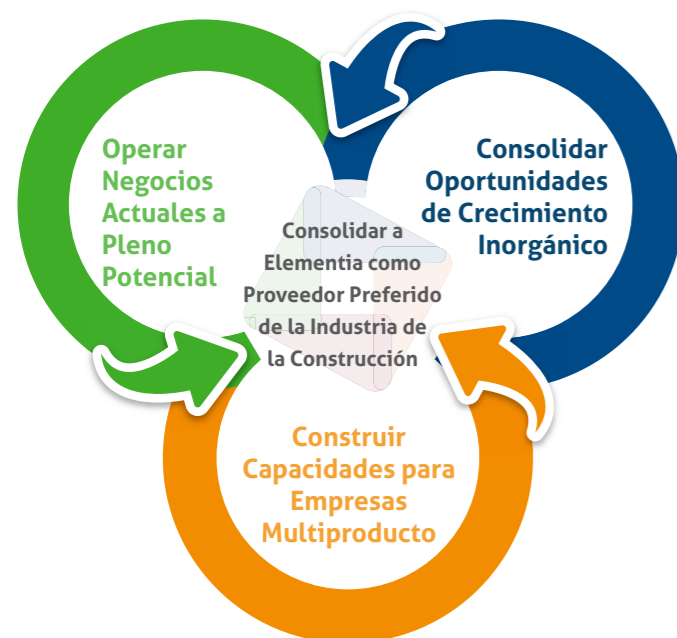 Operar
Negocios
Actuales a
Pleno
Potencial
Consolidar
Oportunidades
de Crecimiento
Inorgánico
Consolidar a
Elementia como
Proveedor Preferido
de la Industria de
la Construcción
Construir
Capacidades para
Empresas
Multiproducto